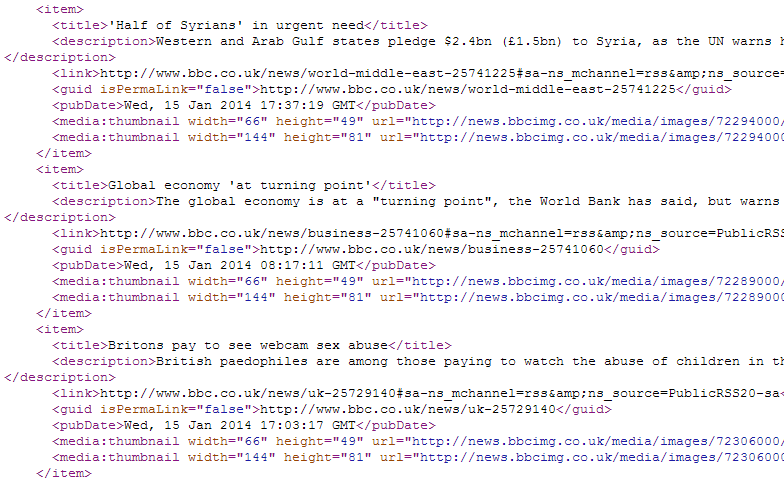 <item>
<title>'Half of Syrians' in urgent need</title>
<description>Western and Arab Gulf states pledge $2.4bn (£1.5bn) to Syria, as the UN warns
</description>
<link>http://www.bbc.co.uk/news/world-middle-east-25741225#sa-ns_mchannel=rss&amp;ns_source=
<guid isPermaLink="false">http://www.bbc.co.uk/news/world-middle-east-25741225</guid>
<pubDate>Wed, 15 Jan 2014 17:37:19 GMT</pubDate>
<media:thumbnail width="66" height="49" url="http://news.bbcimg.co.uk/media/images/72294000/
<media:thumbnail width="144" height="81" url="http://news.bbcimg.co.uk/media/images/72294000
</item>
<item>
<title>Global economy 'at turning point'</title>
<description>The global economy is at a "turning point", the World Bank has said, but warns
</description>
<link>http://www.bbc.co.uk/news/business-25741060#sa-ns_mchannel=rss&amp;ns_source=PublicRSS
<guid isPermaLink="false">http://www.bbc.co.uk/news/business-25741060</guid>
<pubDate>Wed, 15 Jan 2014 08:17:11 GMT</pubDate>
<media:thumbnail width="66" height="49" url="http://news.bbcimg.co.uk/media/images/72289000/
<media:thumbnail width="144" height="81" url="http://news.bbcimg.co.uk/media/images/72289000
</item>
<item>
<title>Britons pay to see webcam sex abuse</title>
<description>British paedophiles are among those paying to watch the abuse of children in th
</description>
<link>http://www.bbc.co.uk/news/uk-25729140#sa-ns_mchannel=rss&amp;ns_source=PublicRSS20-sa<
<guid isPermaLink="false">http://www.bbc.co.uk/news/uk-25729140</guid>
<pubDate>Wed, 15 Jan 2014 17:03:17 GMT</pubDate>
<media:thumbnail width="66" height="49" url="http://news.bbcimg.co.uk/media/images/72306000/
<media:thumbnail width="144" height="81" url="http://news.bbcimg.co.uk/media/images/72306000
</item>